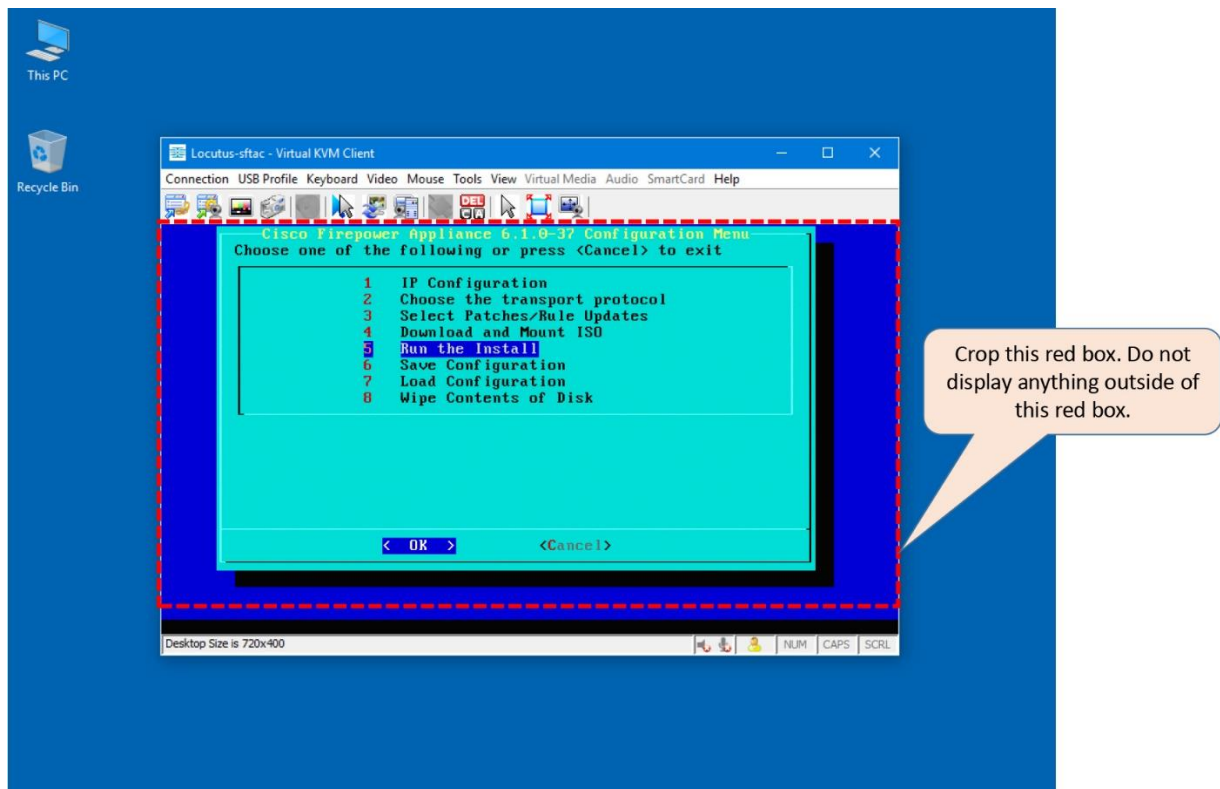 This PC
Recycle Bin
Locutus-sftac - Virtual KVM Client
Connection USB Profile Keyboard Video Mouse Tools View Virtual Media Audio SmartCard Help
DEL
Cisco Firepower Appliance 6.1.0-37 Configuration Menu
Choose one of the following or press <Cancel> to exit
1 IP Configuration
2 Choose the transport protocol
3 Select Patches/Rule Updates
4 Download and Mount ISO
5 Run the Install
6 Save Configuration
7 Load Configuration
8 Wipe Contents of Disk
< OK > <Cancel>
Desktop Size is 720x400 NUM CAPS SCRL
Crop this red box. Do not
display anything outside of
this red box.